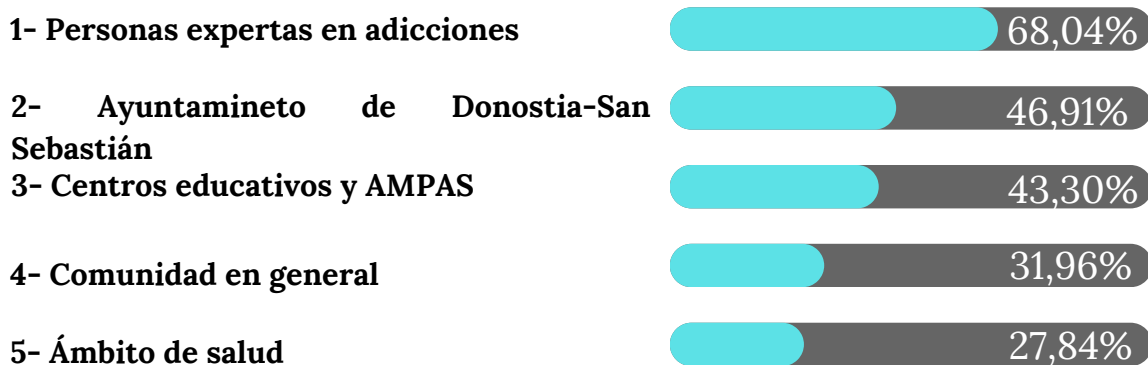 1- Personas expertas en adicciones
68,04%
2- Ayuntamineto de Donostia-San
Sebastián
46,91%
3- Centros educativos y AMPAS
43,30%
4- Comunidad en general
31,96%
5- Ámbito de salud
27,84%